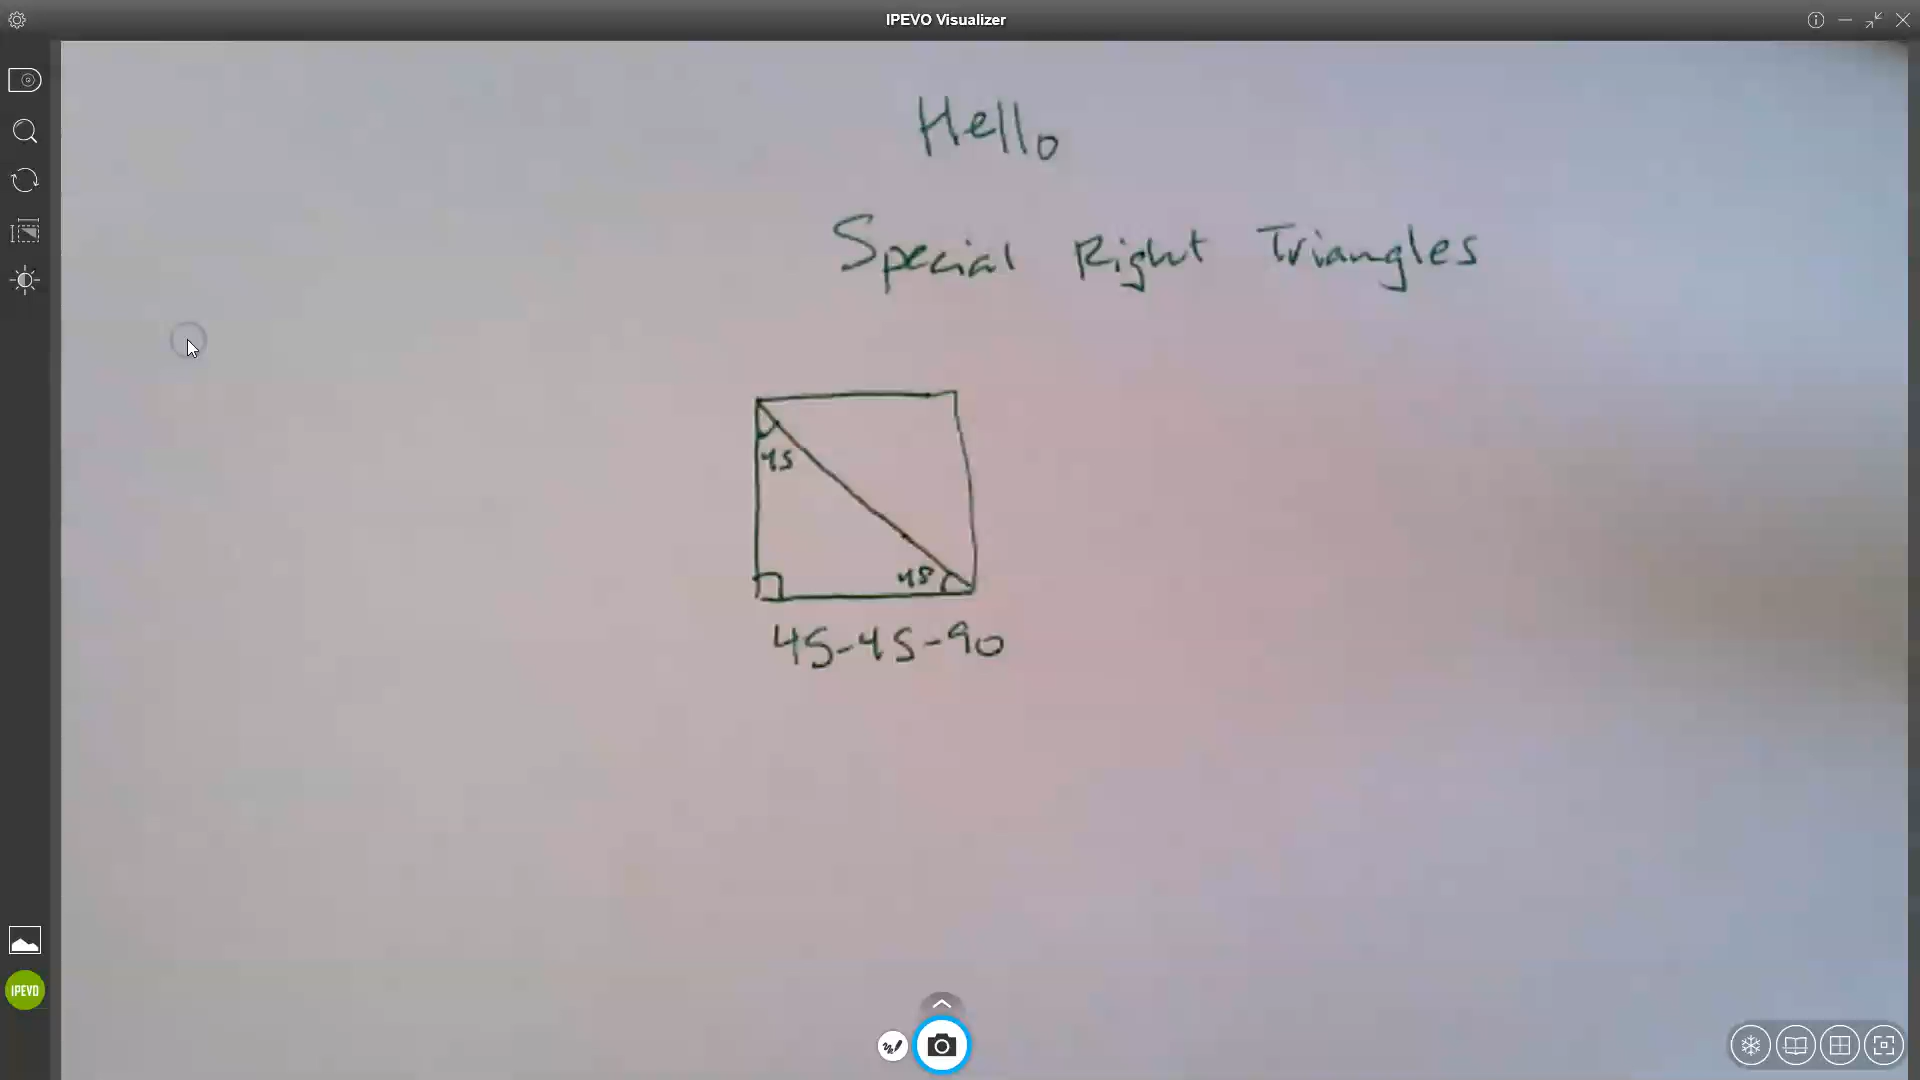 IPEVO Visualizer
Hello
Special Right Triangles
45
45
45-45-90
IPEVO